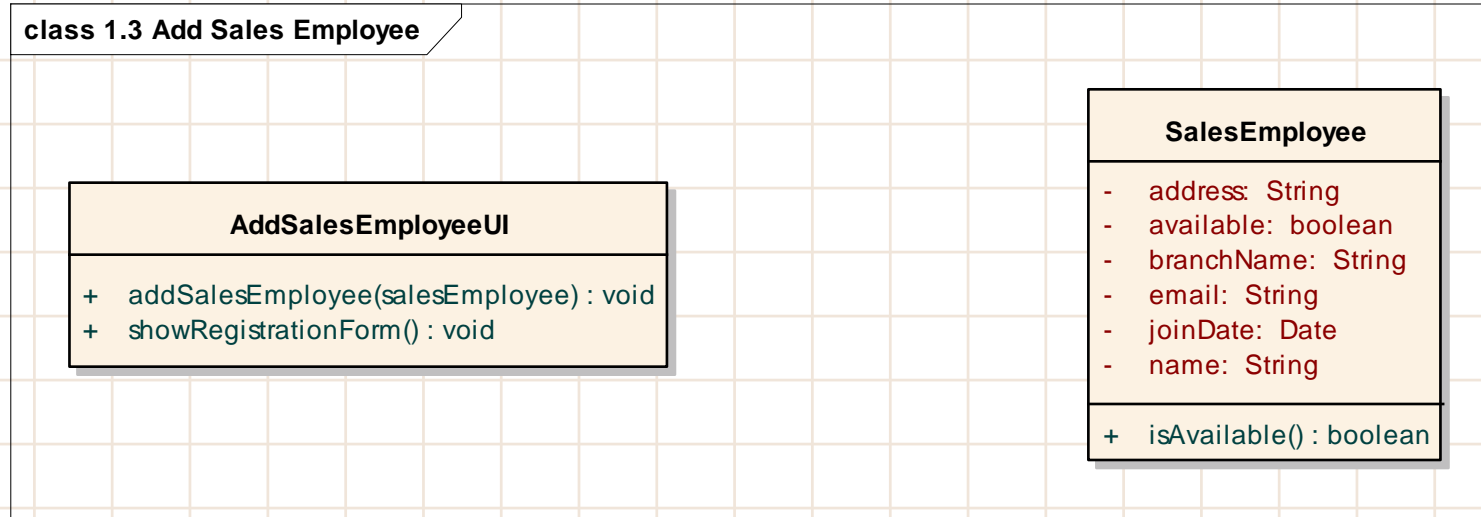 class 1.3 Add Sales Employee
AddSalesEmployeeUI
+ addSalesEmployee(salesEmployee) : void
+ showRegistrationForm() : void
SalesEmployee
- address: String
- available: boolean
- branchName: String
- email: String
- joinDate: Date
- name: String
+ isAvailable() : boolean